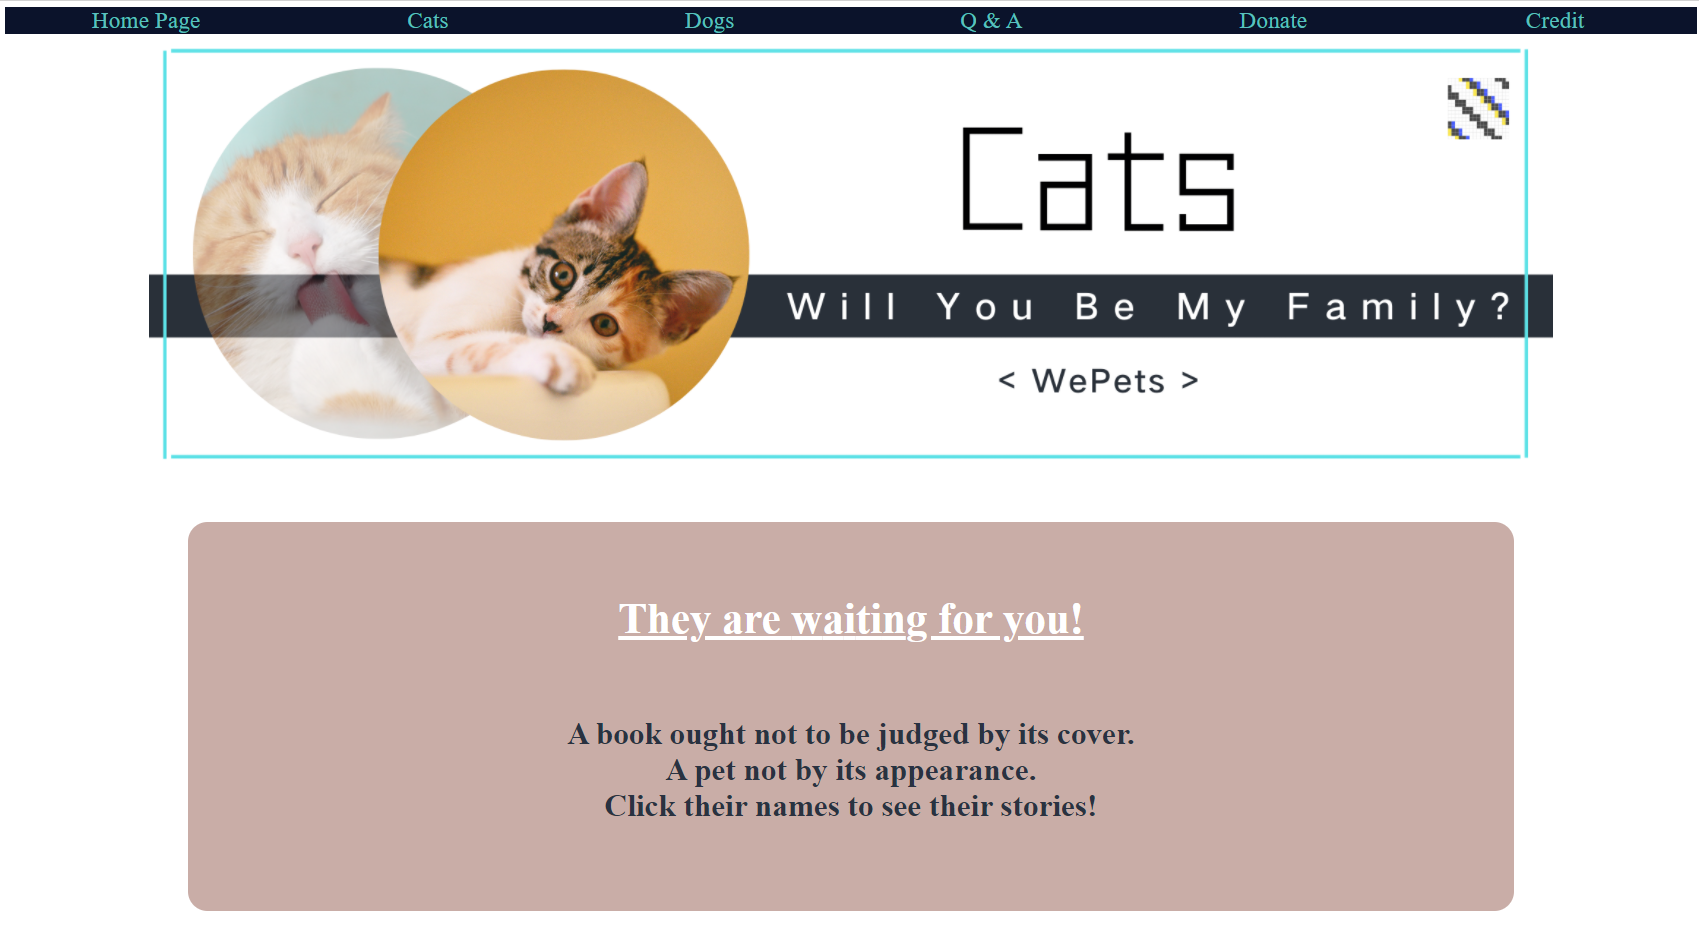 Home Page Cats Dogs Q & A Donate Credit
Cats
Will You Be My Family?
< WePets >
They are waiting for you!
A book ought not to be judged by its cover.
A pet not by its appearance.
Click their names to see their stories!